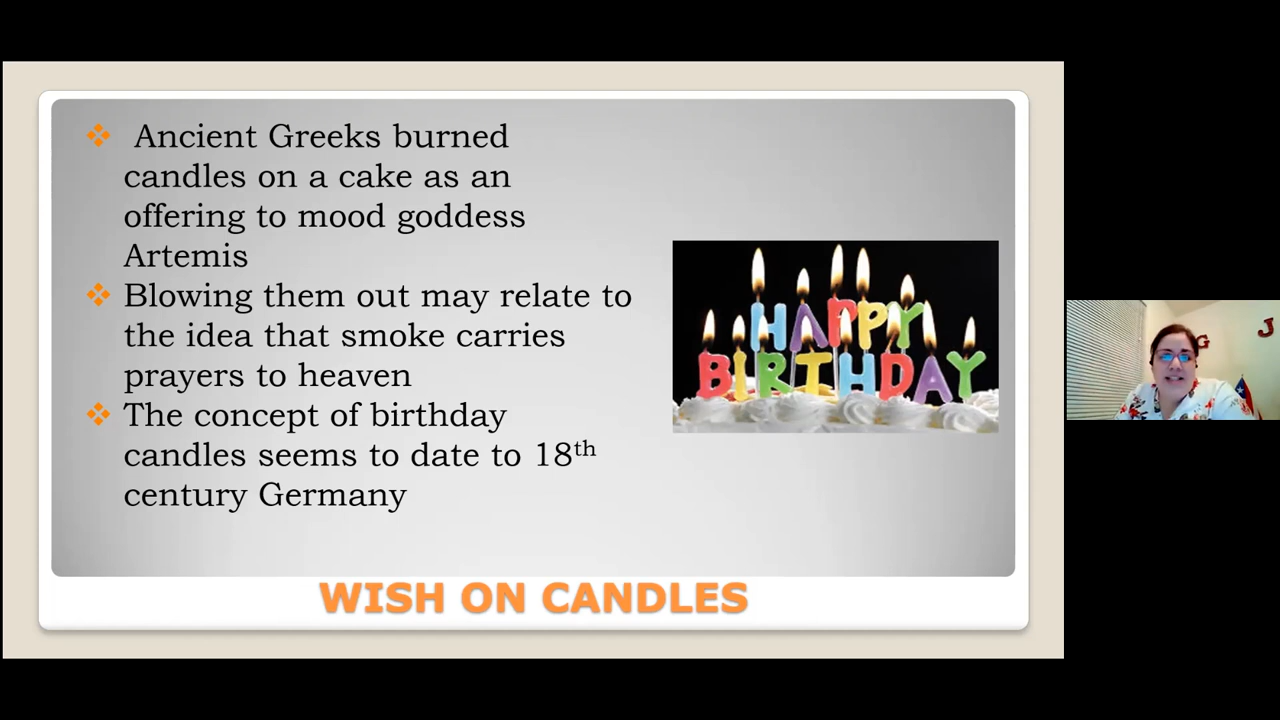 ❖ Ancient Greeks burned
candles on a cake as an
offering to mood goddess
Artemis
❖ Blowing them out may relate to
the idea that smoke carries
prayers to heaven
❖ The concept of birthday
candles seems to date to 18th
century Germany
HAPPY
BIRTHDAY
G J
WISH ON CANDLES